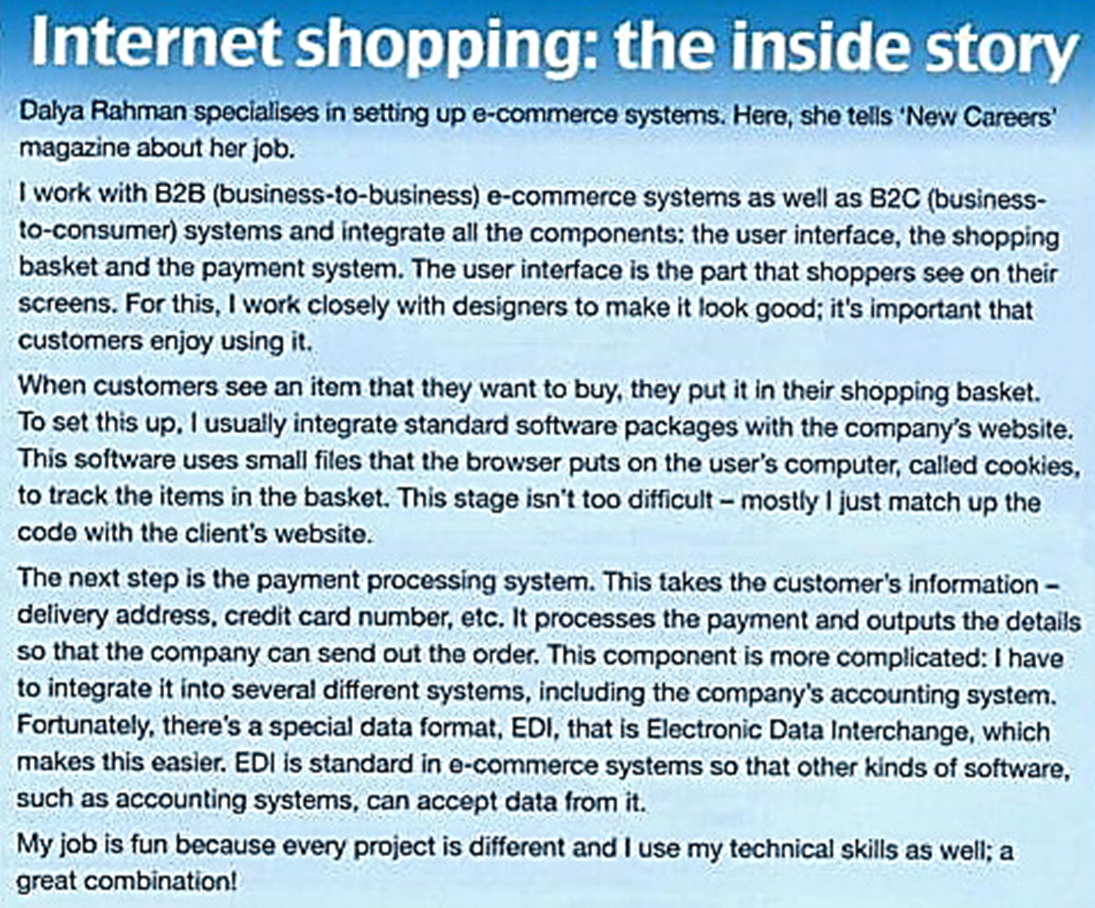 Internet shopping: the inside story
Dalya Rahman specialises in setting up e-commerce systems. Here, she tells ‘New Careers’
magazine about her job.
I work with B2B (business-to-business) e-commerce systems as well as B2C (business-
to-consumer) systems and integrate all the components: the user interface, the shopping
basket and the payment system. The user interface is the part that shoppers see on their
screens. For this, I work closely with designers to make it look good; it's important that
customers enjoy using it.
When customers see an item that they want to buy, they put it in their shopping basket.
To set this up, I usually integrate standard software packages with the company's website.
This software uses small files that the browser puts on the user's computer, called cookies,
to track the items in the basket. This stage isn't too difficult – mostly I just match up the
code with the client's website.
The next step is the payment processing system. This takes the customer's information –
delivery address, credit card number, etc. It processes the payment and outputs the details
so that the company can send out the order. This component is more complicated: I have
to integrate it into several different systems, including the company's accounting system.
Fortunately, there's a special data format, EDI, that is Electronic Data Interchange, which
makes this easier. EDI is standard in e-commerce systems so that other kinds of software,
such as accounting systems, can accept data from it.
My job is fun because every project is different and I use my technical skills as well; a
great combination!